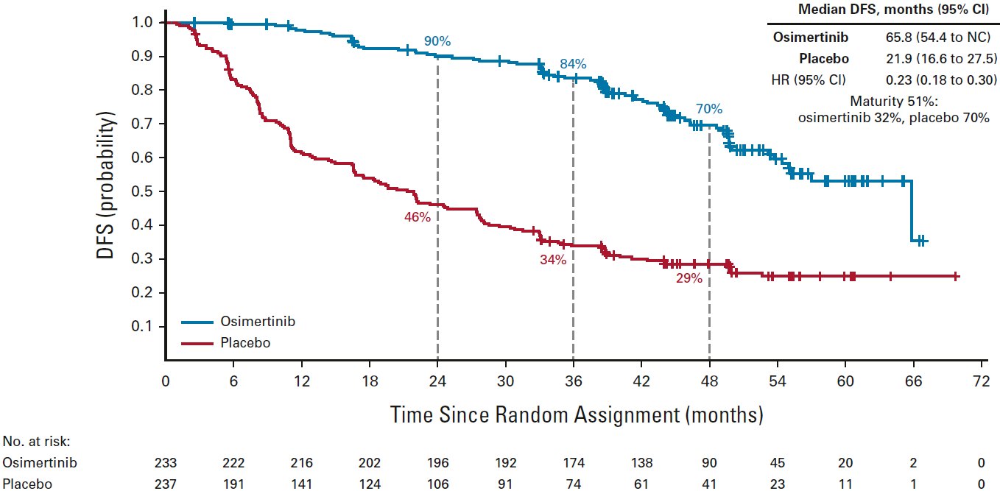 Median DFS, months (95% CI)
Osimertinib 65.8 (54.4 to NC)
Placebo 21.9 (16.6 to 27.5)
HR (95% CI) 0.23 (0.18 to 0.30)
Maturity 51%:
osimertinib 32%, placebo 70%
DFS (probability)
1.0
0.9
0.8
0.7
0.6
0.5
0.4
0.3
0.2
0.1
90%
84%
70%
46%
34%
29%
Osimertinib
Placebo
0 6 12 18 24 30 36 42 48 54 60 66 72
Time Since Random Assignment (months)
No. at risk:
Osimertinib 233 222 216 202 196 192 174 138 90 45 20 2 0
Placebo 237 191 141 124 106 91 74 61 41 23 11 1 0